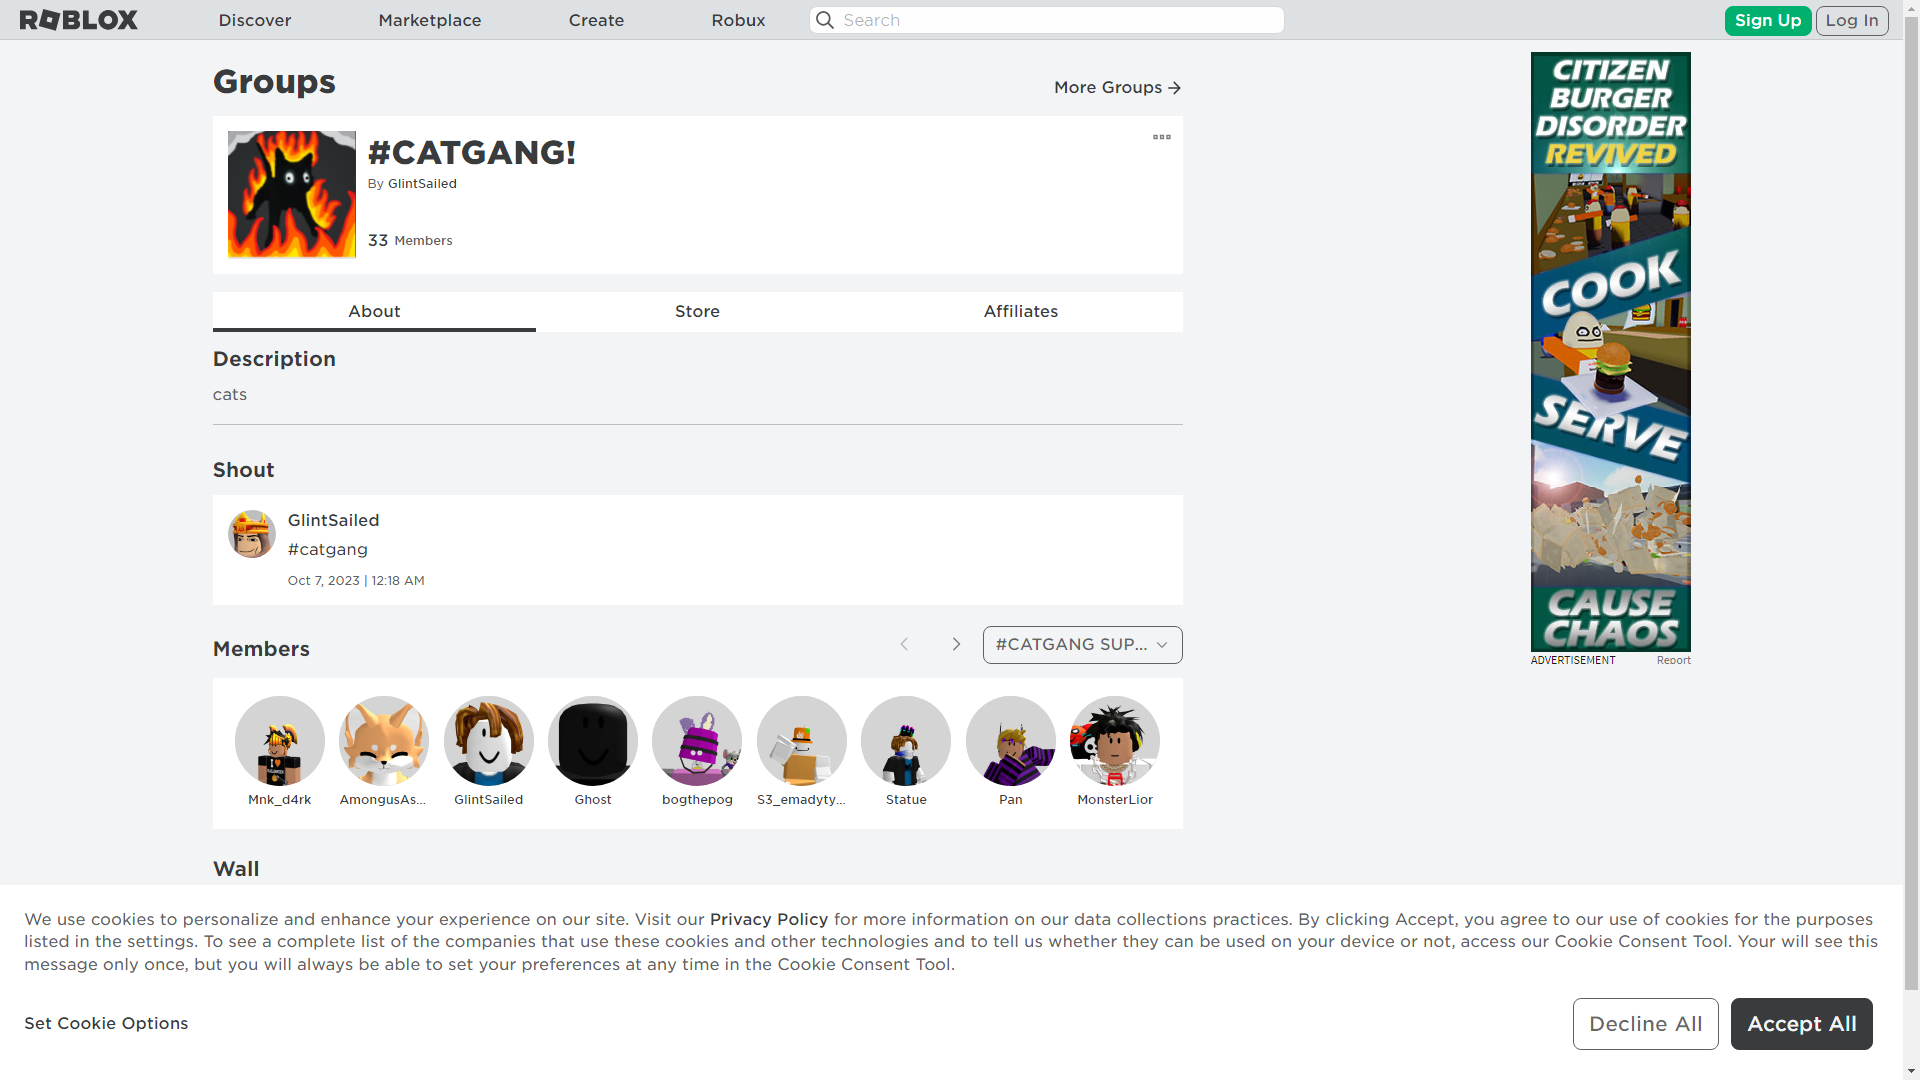 ROBLOX
Discover
Marketplace
Create
Robux
Search
Sign Up
Log In
Groups
More Groups
#CATGANG!
By GlintSailed
33 Members
About
Store
Affiliates
Description
cats
Shout
GlintSailed
#catgang
Oct 7, 2023 | 12:18 AM
Members
#CATGANG SUP...
Mnk_d4rk
AmongusAs...
GlintSailed
Ghost
bogthepog
S3_emadyty...
Statue
Pan
MonsterLior
Wall
CITIZEN
BURGER
DISORDER
REVIVED
COOK
SERVE
CAUSE
CHAOS
ADVERTISEMENT
Report
We use cookies to personalize and enhance your experience on our site. Visit our Privacy Policy for more information on our data collections practices. By clicking Accept, you agree to our use of cookies for the purposes
listed in the settings. To see a complete list of the companies that use these cookies and other technologies and to tell us whether they can be used on your device or not, access our Cookie Consent Tool. Your will see this
message only once, but you will always be able to set your preferences at any time in the Cookie Consent Tool.
Set Cookie Options
Decline All
Accept All